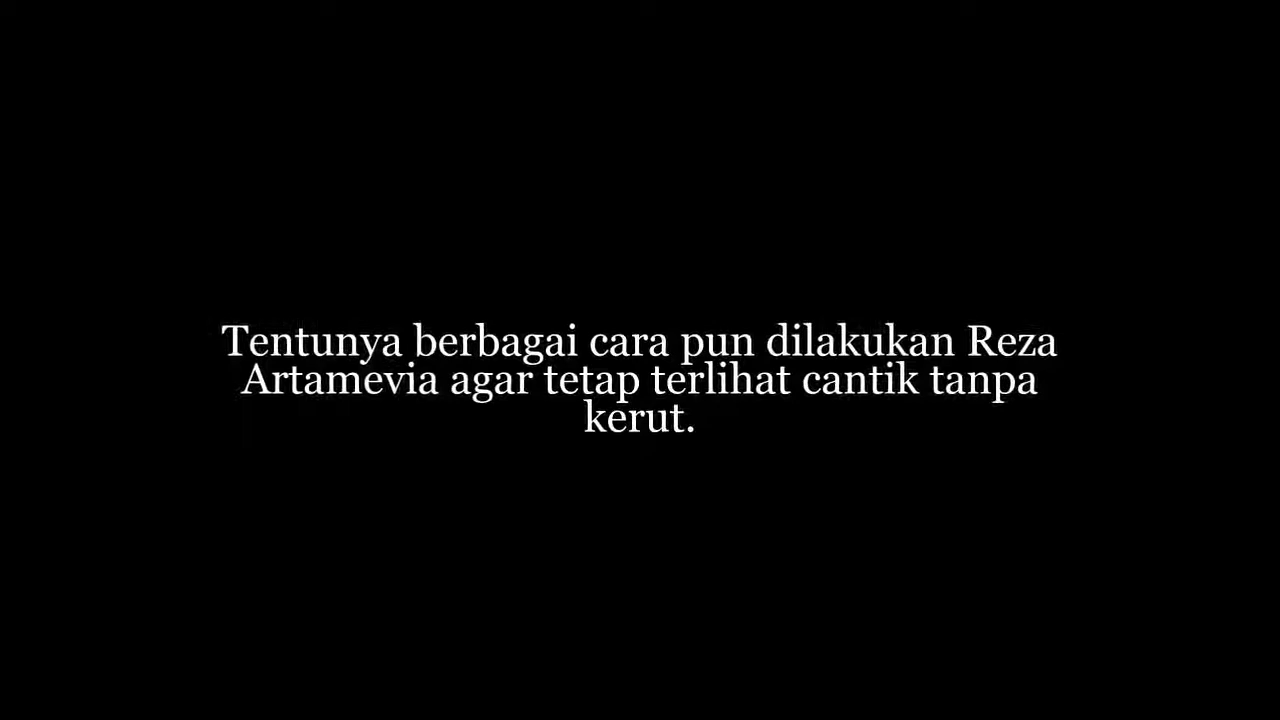 Tentunya berbagai cara pun dilakukan Reza
Artamevia agar tetap terlihat cantik tanpa
kerut.